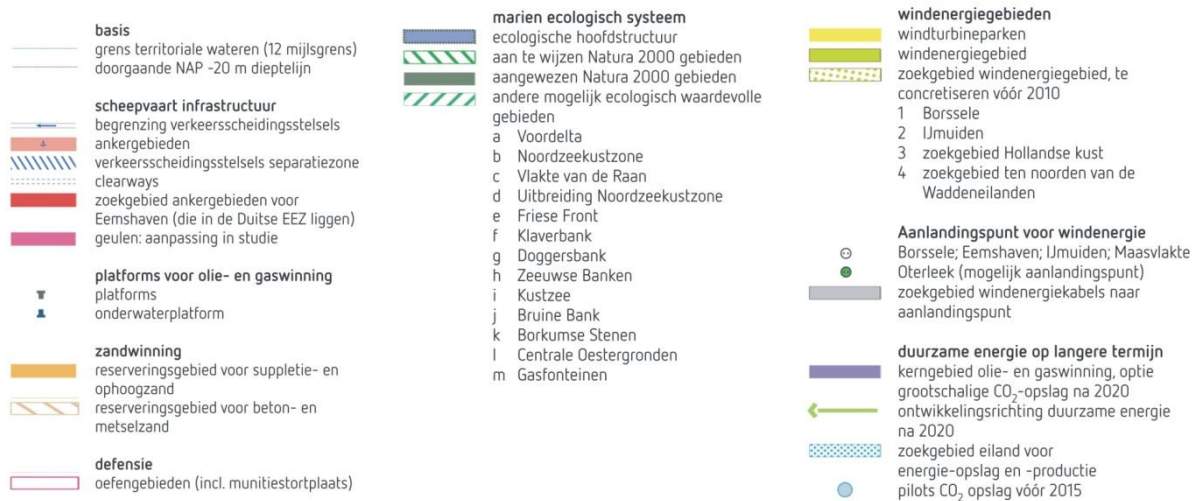 basis
grens territoriale wateren (12 mijlsgrens)
doorgaande NAP -20 m dieptelijn
scheepvaart infrastructuur
begrenzing verkeersscheidingsstelsels
ankergebieden
verkeersscheidingsstelsels separatiezone
clearways
zoekgebied ankergebieden voor
Eemshaven (die in de Duitse EEZ liggen)
geulen: aanpassing in studie
platforms voor olie- en gaswinning
platforms
onderwaterplatform
zandwinning
reserveringsgebied voor suppletie- en
ophoogzand
reserveringsgebied voor beton- en
metselzand
defensie
oefengebieden (incl. munitiestortplaats)
marien ecologisch systeem
ecologische hoofdstructuur
aan te wijzen Natura 2000 gebieden
aangewezen Natura 2000 gebieden
andere mogelijk ecologisch waardevolle
gebieden
a Voordelta
b Noordzeekustzone
c Vlakte van de Raan
d Uitbreiding Noordzeekustzone
e Friese Front
f Klaverbank
g Doggersbank
h Zeeuwse Banken
i Kustzee
j Bruine Bank
k Borkumse Stenen
l Centrale Oestergronden
m Gasfonteinen
windenergiegebieden
windturbineparken
windenergiegebied
zoekgebied windenergiegebied, te
concretiseren vóór 2010
1 Borssele
2 IJmuiden
3 zoekgebied Hollandse kust
4 zoekgebied ten noorden van de
Waddeneilanden
Aanlandingspunt voor windenergie
Borssele; Eemshaven; IJmuiden; Maasvlakte
Oterleek (mogelijk aanlandingspunt)
zoekgebied windenergiekabels naar
aanlandingspunt
duurzame energie op langere termijn
kerngebied olie- en gaswinning, optie
grootschalige CO₂-opslag na 2020
ontwikkelingsrichting duurzame energie
na 2020
zoekgebied eiland voor
energie-opslag en -productie
pilots CO₂ opslag vóór 2015